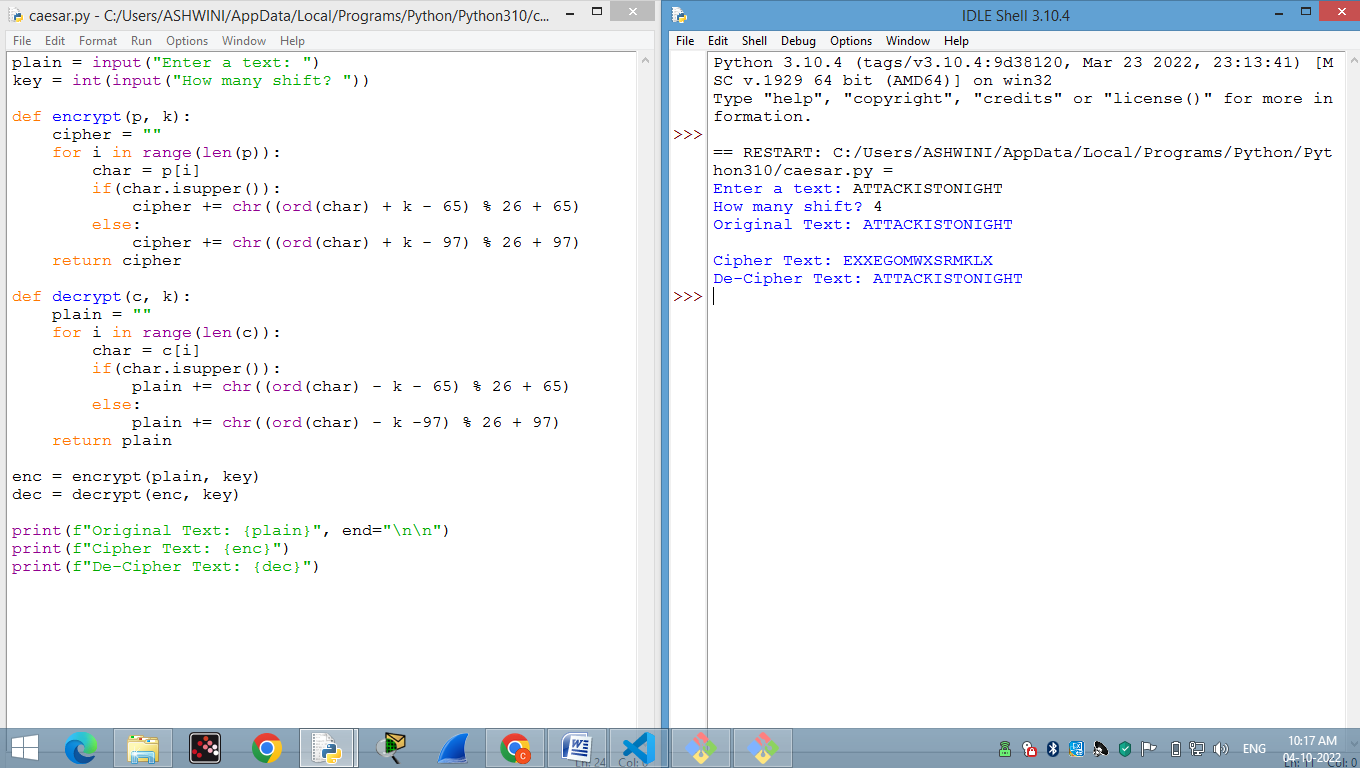 caesar.py - C:/Users/ASHWINI/AppData/Local/Programs/Python/Python310/c...
File Edit Format Run Options Window Help
plain = input("Enter a text: ")
key = int(input("How many shift? "))

def encrypt(p, k):
    cipher = ""
    for i in range(len(p)):
        char = p[i]
        if(char.isupper()):
            cipher += chr((ord(char) + k - 65) % 26 + 65)
        else:
            cipher += chr((ord(char) + k - 97) % 26 + 97)
    return cipher

def decrypt(c, k):
    plain = ""
    for i in range(len(c)):
        char = c[i]
        if(char.isupper()):
            plain += chr((ord(char) - k - 65) % 26 + 65)
        else:
            plain += chr((ord(char) - k -97) % 26 + 97)
    return plain

enc = encrypt(plain, key)
dec = decrypt(enc, key)

print(f"Original Text: {plain}", end="\n\n")
print(f"Cipher Text: {enc}")
print(f"De-Cipher Text: {dec}")
IDLE Shell 3.10.4
File Edit Shell Debug Options Window Help
Python 3.10.4 (tags/v3.10.4:9d38120, Mar 23 2022, 23:13:41) [M
SC v.1929 64 bit (AMD64)] on win32
Type "help", "copyright", "credits" or "license()" for more in
formation.
>>>
== RESTART: C:/Users/ASHWINI/AppData/Local/Programs/Python/Pyt
hon310/caesar.py =
Enter a text: ATTACKISTONIGHT
How many shift? 4
Original Text: ATTACKISTONIGHT

Cipher Text: EXXEGOMWXSRMKLX
De-Cipher Text: ATTACKISTONIGHT
>>>
ENG
10:17 AM
04-10-2022
Ln: 24 Col: 0
Ln: 11 Col: 0